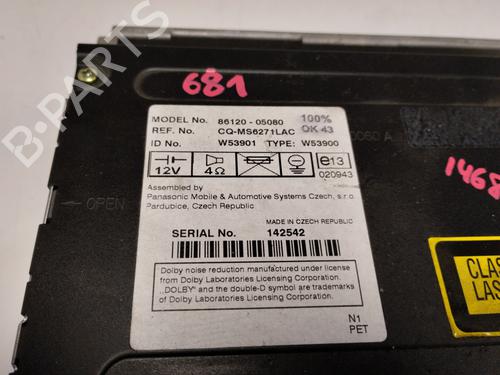 B-PARTS
681
MODEL No. 86120 - 05080 100%
REF. No. CQ-MS6271LAC OK 43
ID No. W53901 TYPE: W53900
12V 4Ω e13
020943
Assembled by
Panasonic Mobile & Automotive Systems Czech, s.r.o
Pardubice, Czech Republic
MADE IN CZECH REPUBLIC
SERIAL No. 142542
Dolby noise reduction manufactured under license
from Dolby Laboratories Licensing Corporation.
„DOLBY" and the double-D symbol are trademarks
of Dolby Laboratories Licensing Corporation.
N1
PET
OPEN
1468
CLAS
LAS